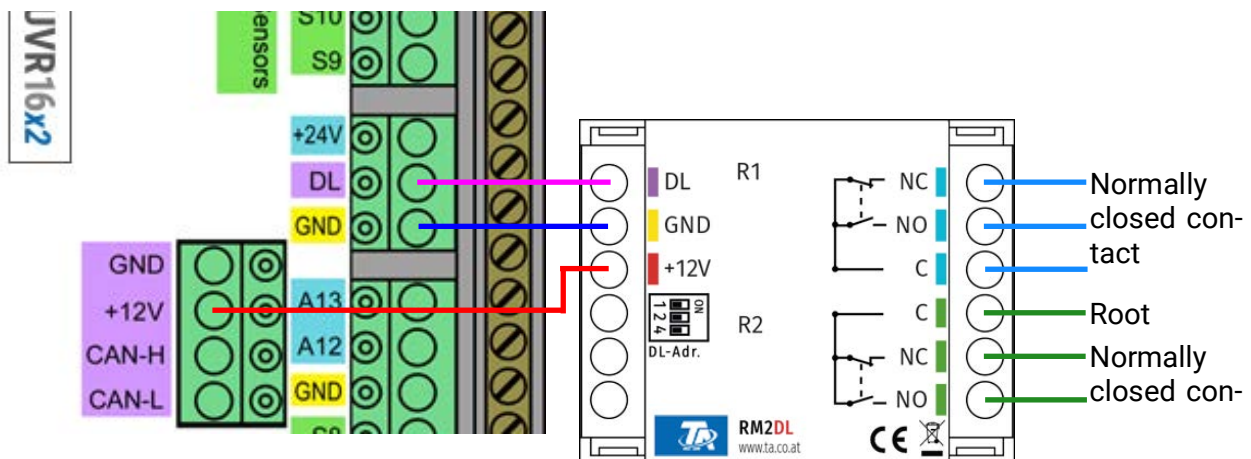 UVR16x2
Sensors
S10
S9
+24V
DL
GND
GND
+12V
CAN-H
CAN-L
A13
A12
GND
S8
DL
GND
+12V
R1
R2
ON
1 2 4
DL-Adr.
NC
NO
C
C
NC
NO
TA
RM2DL
www.ta.co.at
CE
Normally
closed con-
tact
Root
Normally
closed con-